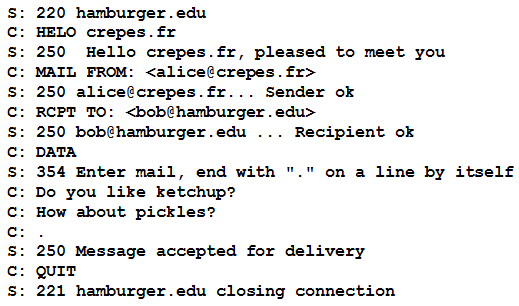 S: 220 hamburger.edu
C: HELO crepes.fr
S: 250  Hello crepes.fr, pleased to meet you
C: MAIL FROM: <alice@crepes.fr>
S: 250 alice@crepes.fr... Sender ok
C: RCPT TO: <bob@hamburger.edu>
S: 250 bob@hamburger.edu ... Recipient ok
C: DATA
S: 354 Enter mail, end with "." on a line by itself
C: Do you like ketchup?
C: How about pickles?
C: .
S: 250 Message accepted for delivery
C: QUIT
S: 221 hamburger.edu closing connection